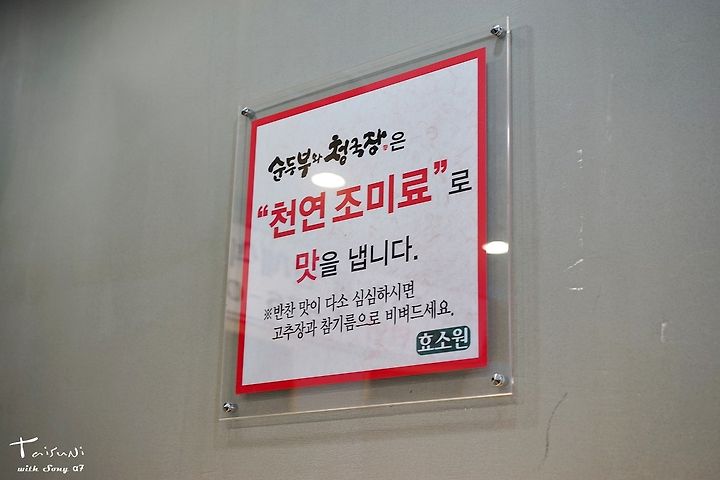 순두부와 청국장은
“천연 조미료”로
맛을 냅니다.
※반찬 맛이 다소 심심하시면
고추장과 참기름으로 비벼드세요.
효소원
Taisuni
with Sony α7